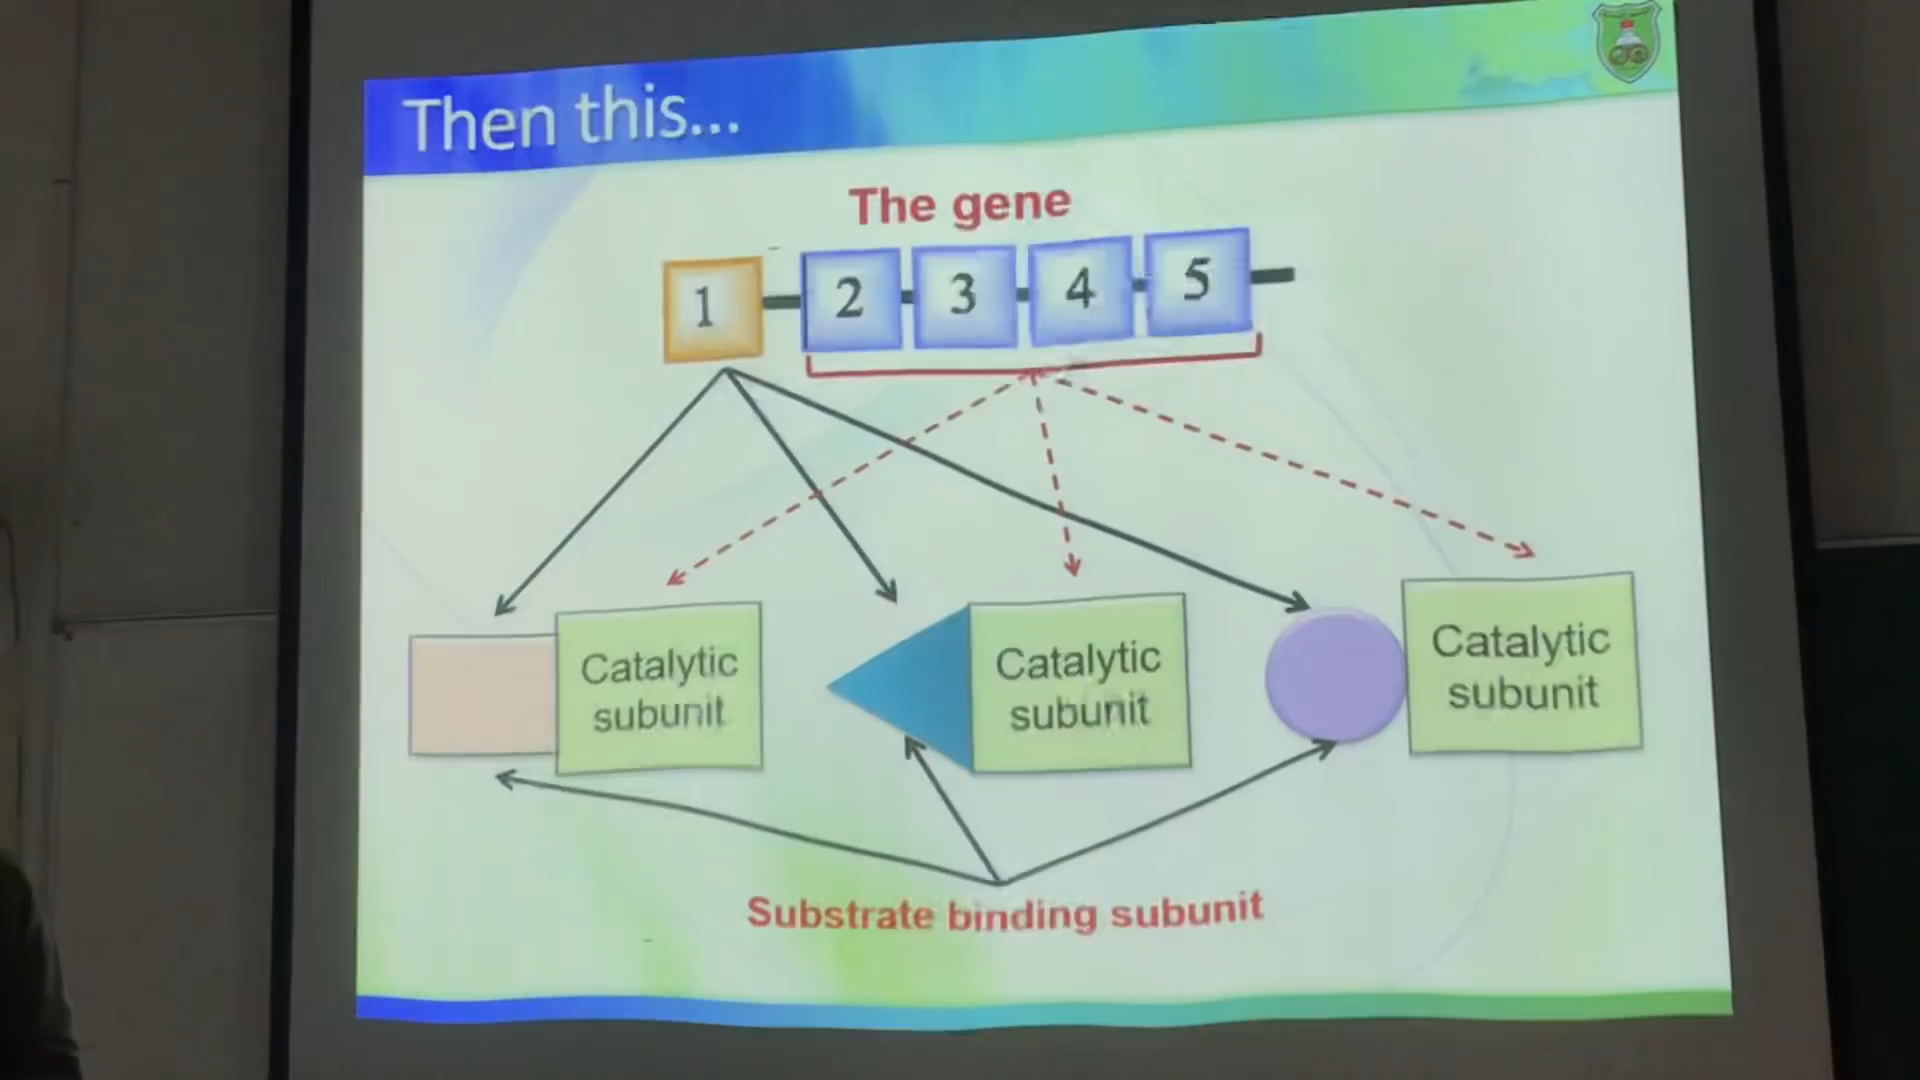 Then this...
The gene
1 2 3 4 5
Catalytic
subunit
Catalytic
subunit
Catalytic
subunit
Substrate binding subunit